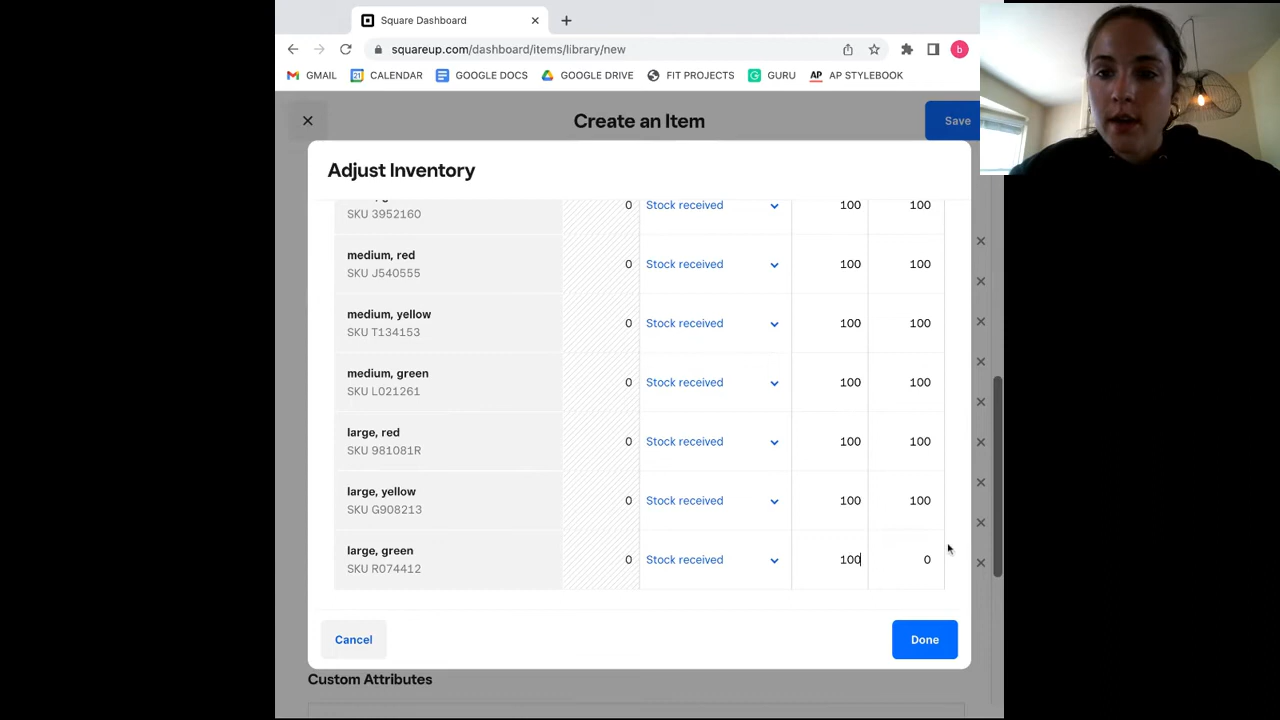 Square Dashboard
squareup.com/dashboard/items/library/new
b
GMAIL
CALENDAR
GOOGLE DOCS
GOOGLE DRIVE
FIT PROJECTS
GURU
AP
AP STYLEBOOK
Create an Item
Save
Adjust Inventory
0 Stock received 100 100
SKU 3952160
medium, red
0 Stock received 100 100
SKU J540555
medium, yellow
0 Stock received 100 100
SKU T134153
medium, green
0 Stock received 100 100
SKU L021261
large, red
0 Stock received 100 100
SKU 981081R
large, yellow
0 Stock received 100 100
SKU G908213
large, green
0 Stock received 100 0
SKU R074412
Cancel
Done
Custom Attributes